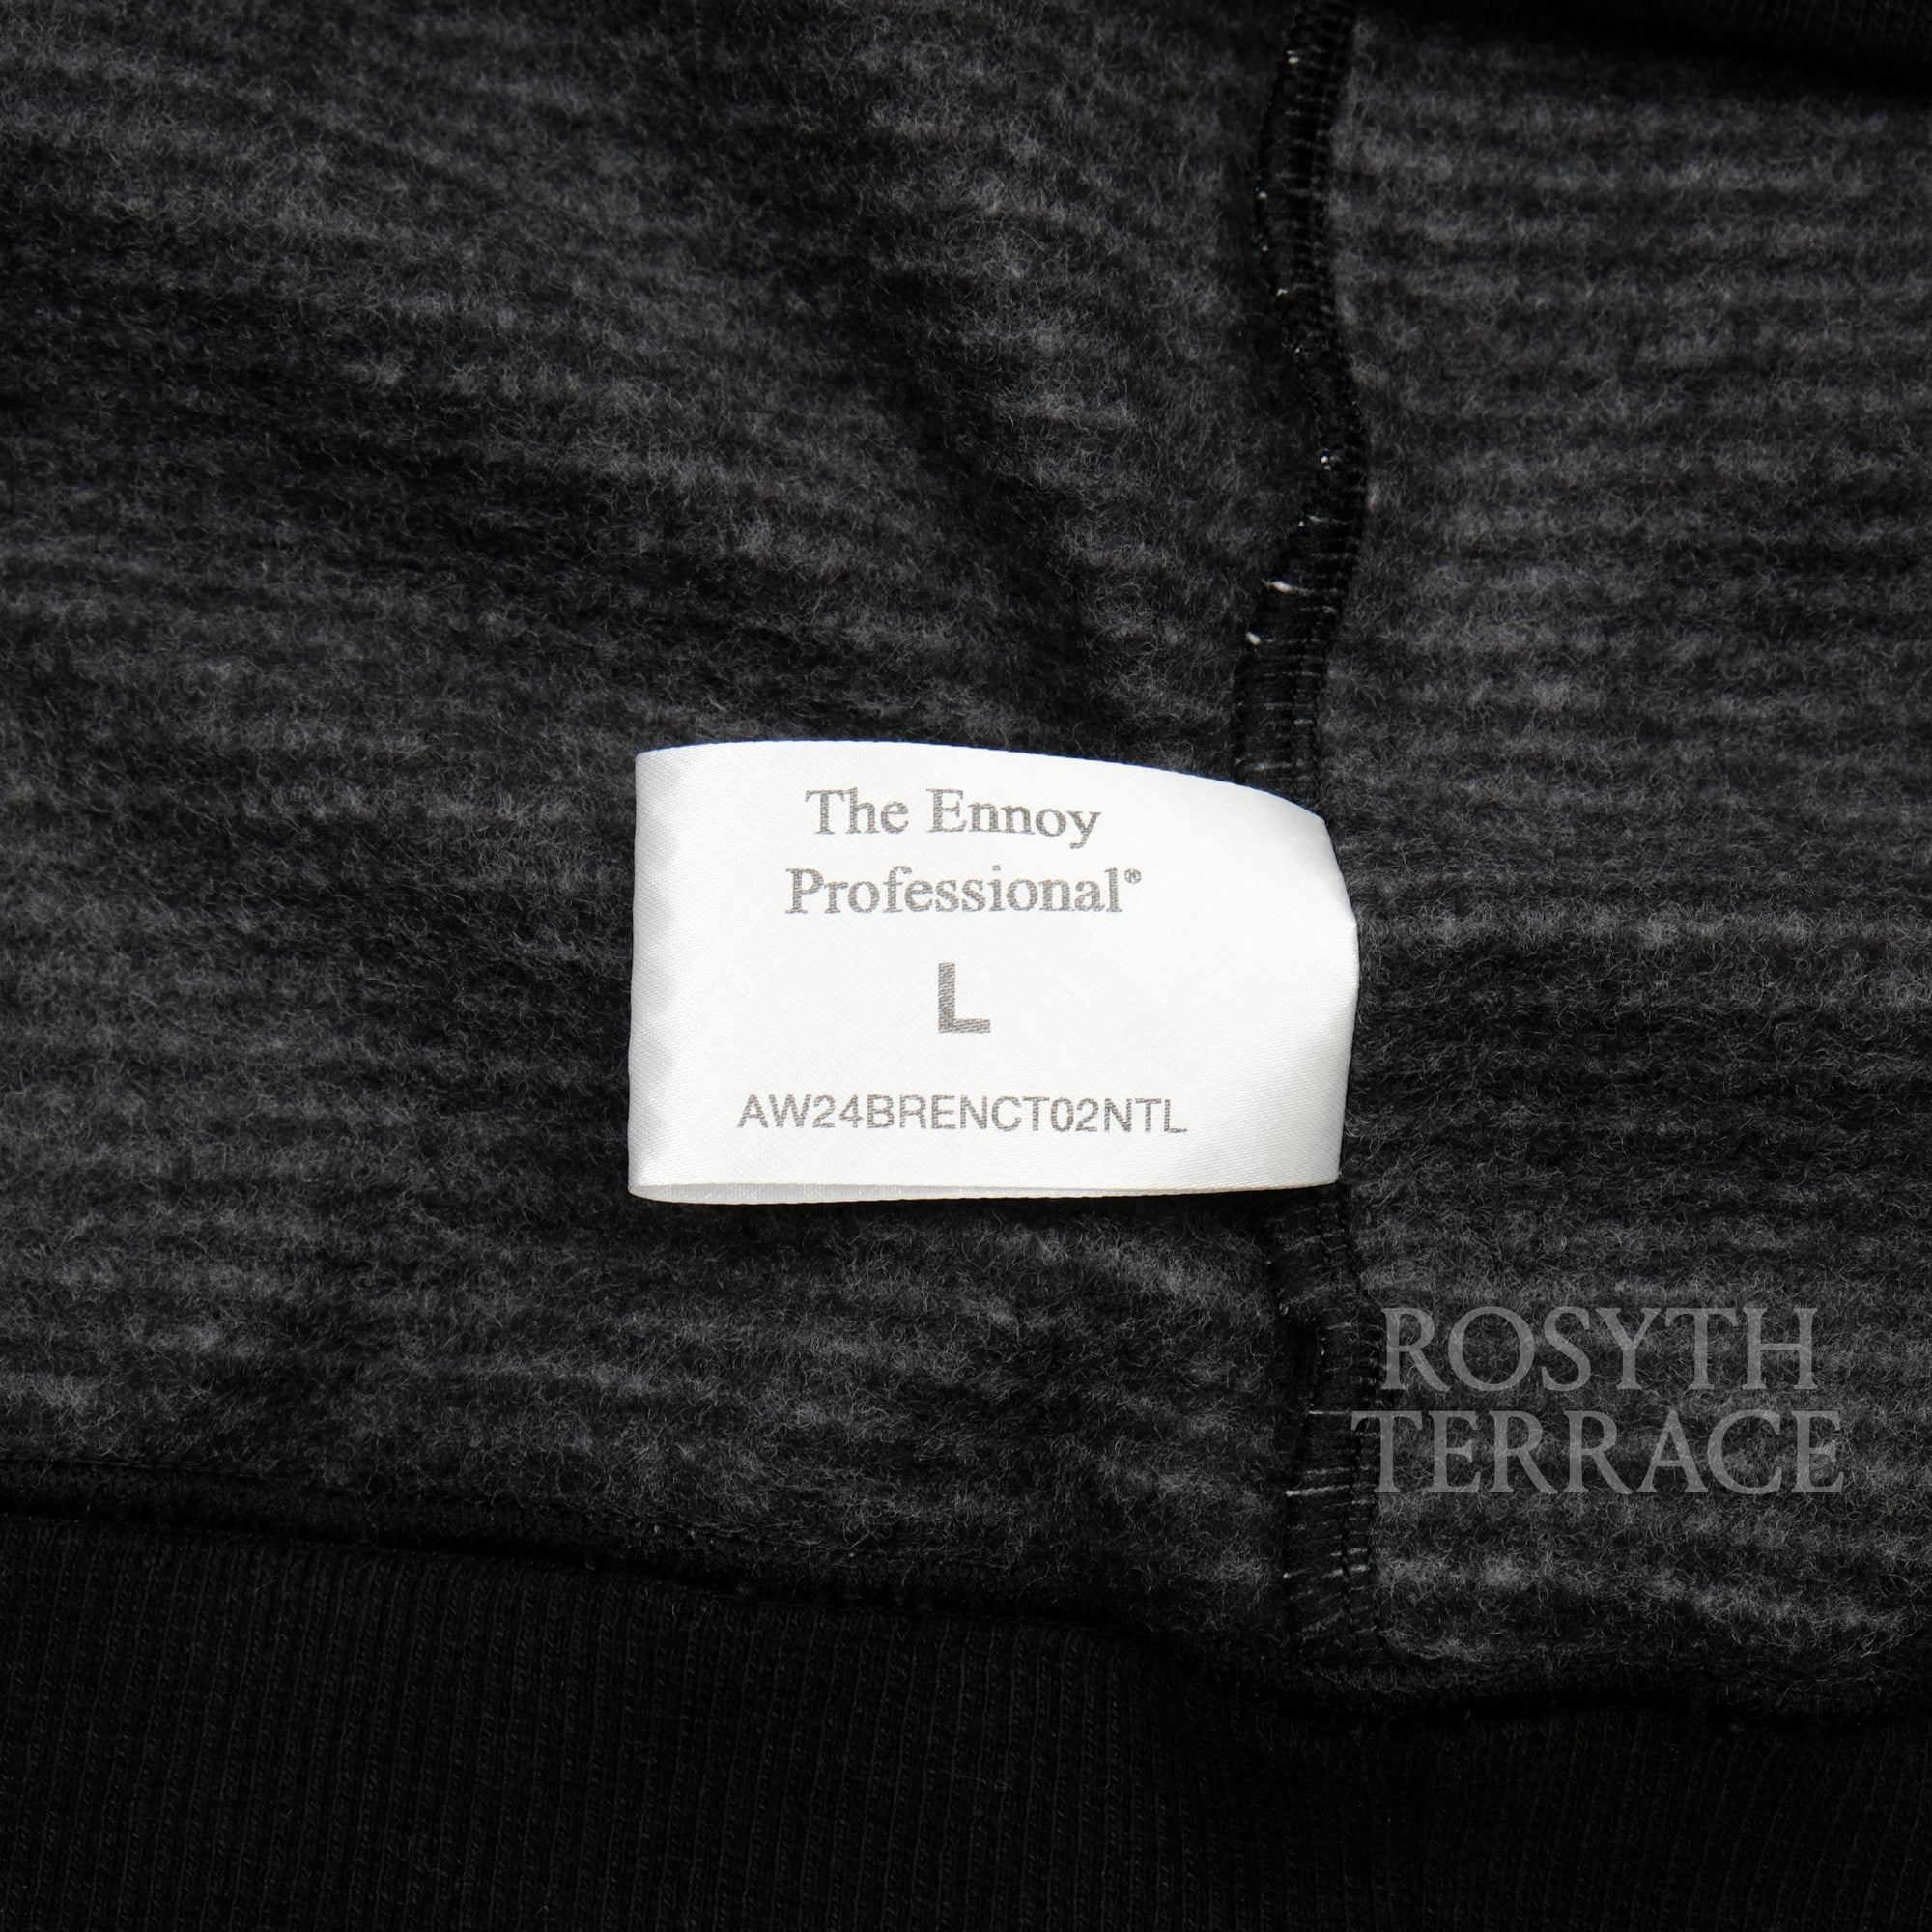 The Ennoy
Professional®
L
AW24BRENCT02NTL
ROSYTH
TERRACE